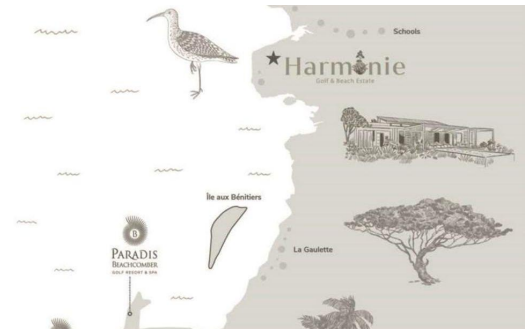 Schools
Harmonie
Golf & Beach Estate
Île aux Bénitiers
B
PARADIS
BEACHCOMBER
GOLF RESORT & SPA
La Gaulette